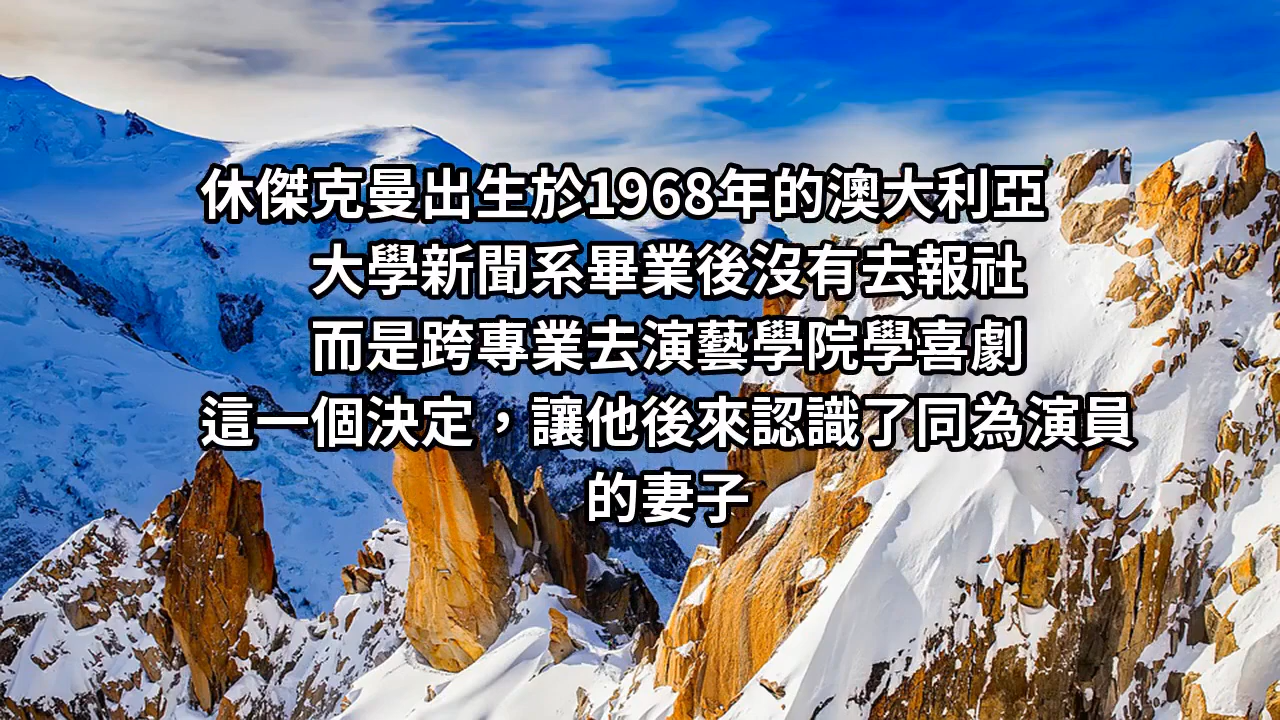 休傑克曼出生於1968年的澳大利亞
大學新聞系畢業後沒有去報社
而是跨專業去演藝學院學喜劇
這一個決定，讓他後來認識了同為演員
的妻子